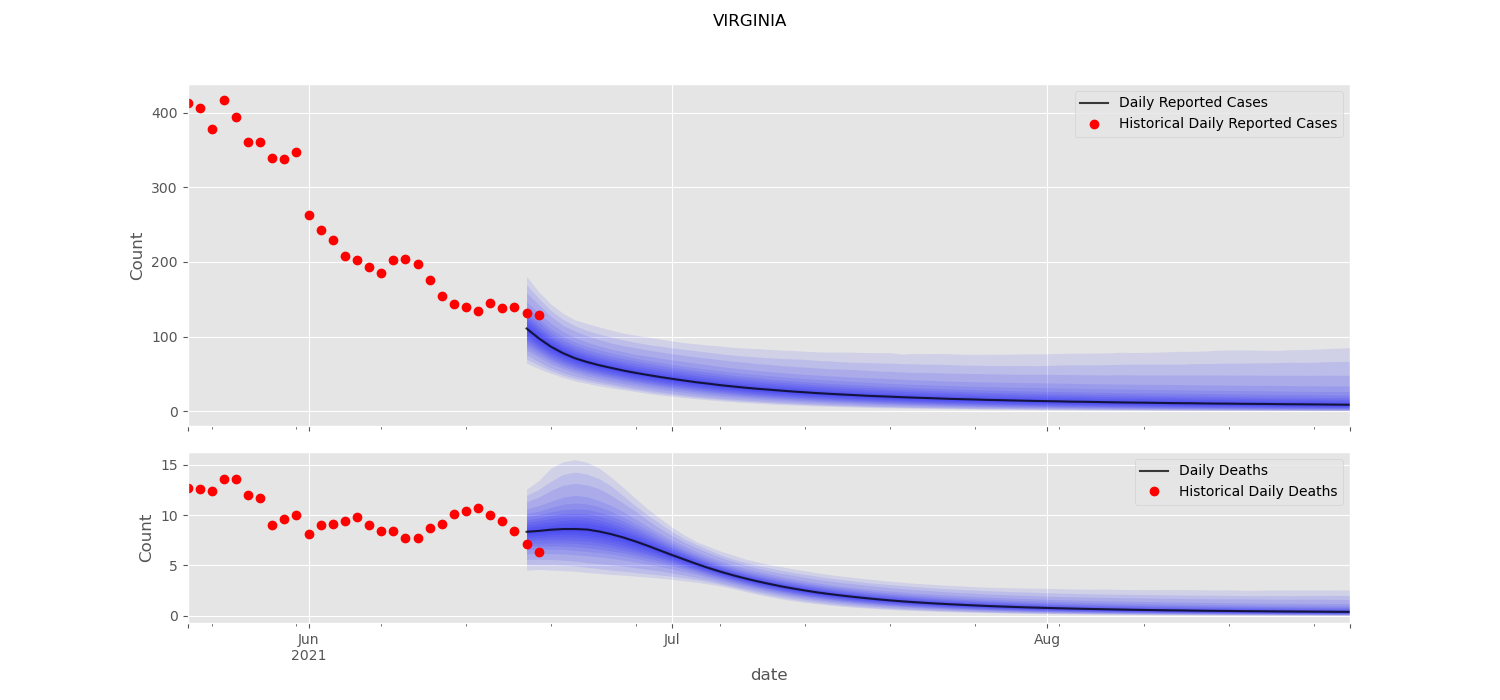 VIRGINIA
Daily Reported Cases
Historical Daily Reported Cases
400
300
200
100
0
Count
Daily Deaths
Historical Daily Deaths
15
10
5
0
Count
Jun
2021
Jul
Aug
date